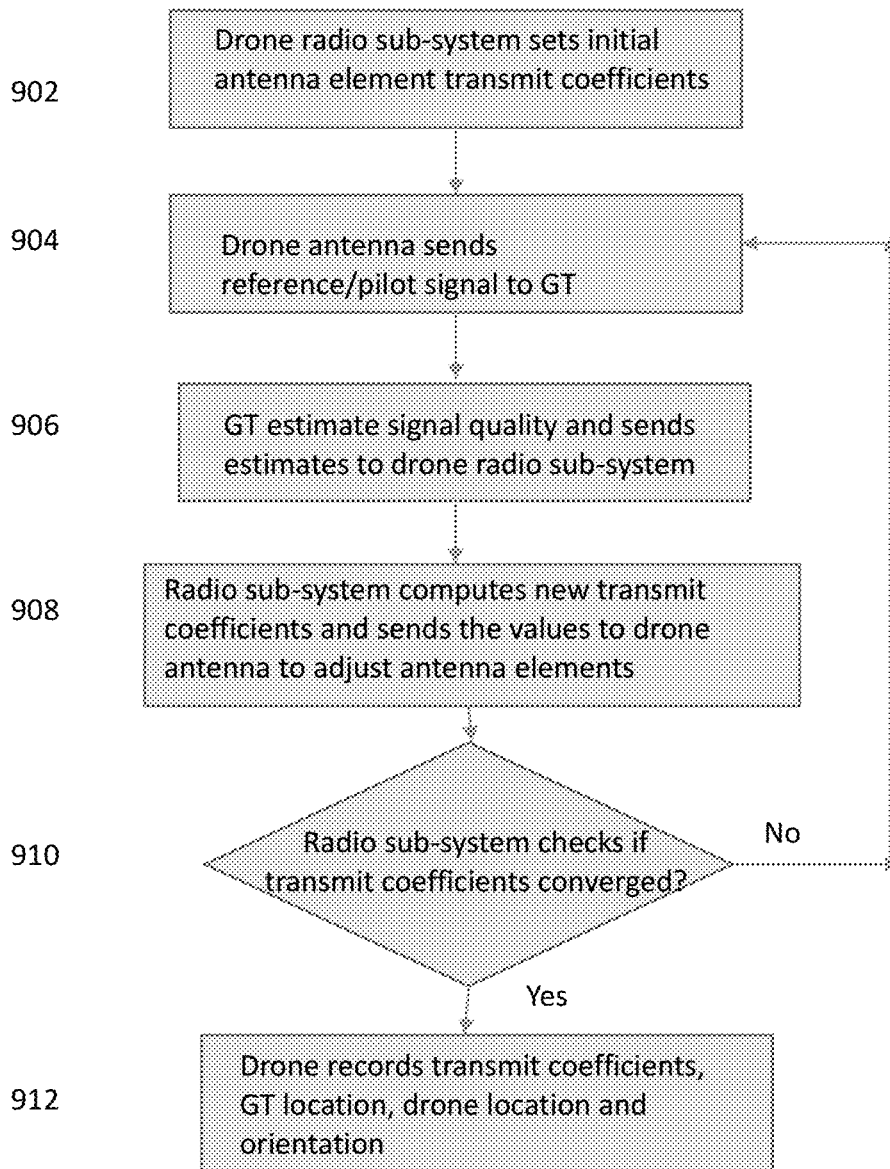 902
Drone radio sub-system sets initial
antenna element transmit coefficients
904
Drone antenna sends
reference/pilot signal to GT
906
GT estimate signal quality and sends
estimates to drone radio sub-system
908
Radio sub-system computes new transmit
coefficients and sends the values to drone
antenna to adjust antenna elements
910
Radio sub-system checks if
transmit coefficients converged?
No
Yes
912
Drone records transmit coefficients,
GT location, drone location and
orientation